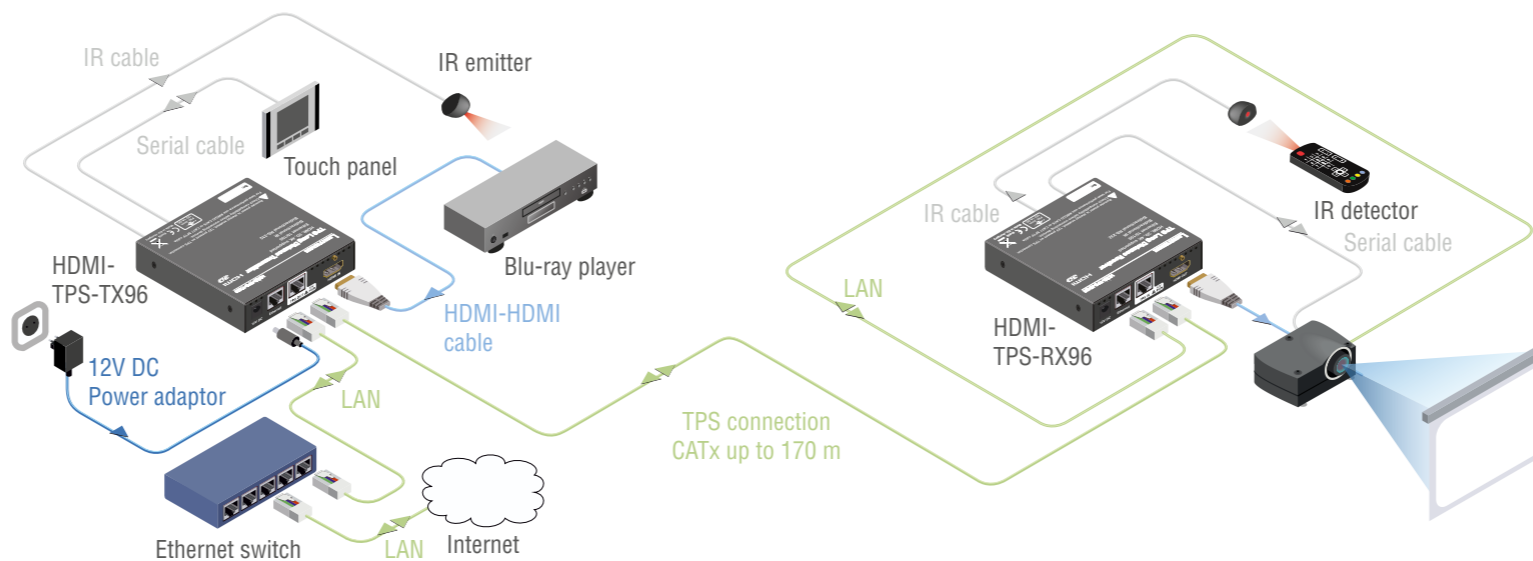 IR cable
IR emitter
Serial cable
Touch panel
Blu-ray player
HDMI-
TPS-TX96
HDMI-HDMI
cable
12V DC
Power adaptor
LAN
Ethernet switch
LAN
Internet
TPS connection
CATx up to 170 m
LAN
IR cable
IR detector
Serial cable
HDMI-
TPS-RX96